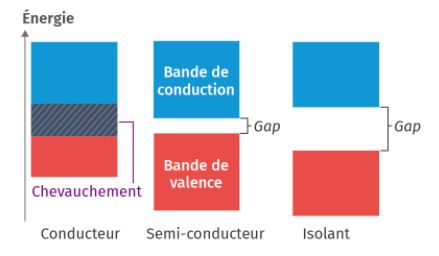 Énergie
Bande de
conduction
Gap
Gap
Bande de
valence
Chevauchement
Conducteur
Semi-conducteur
Isolant